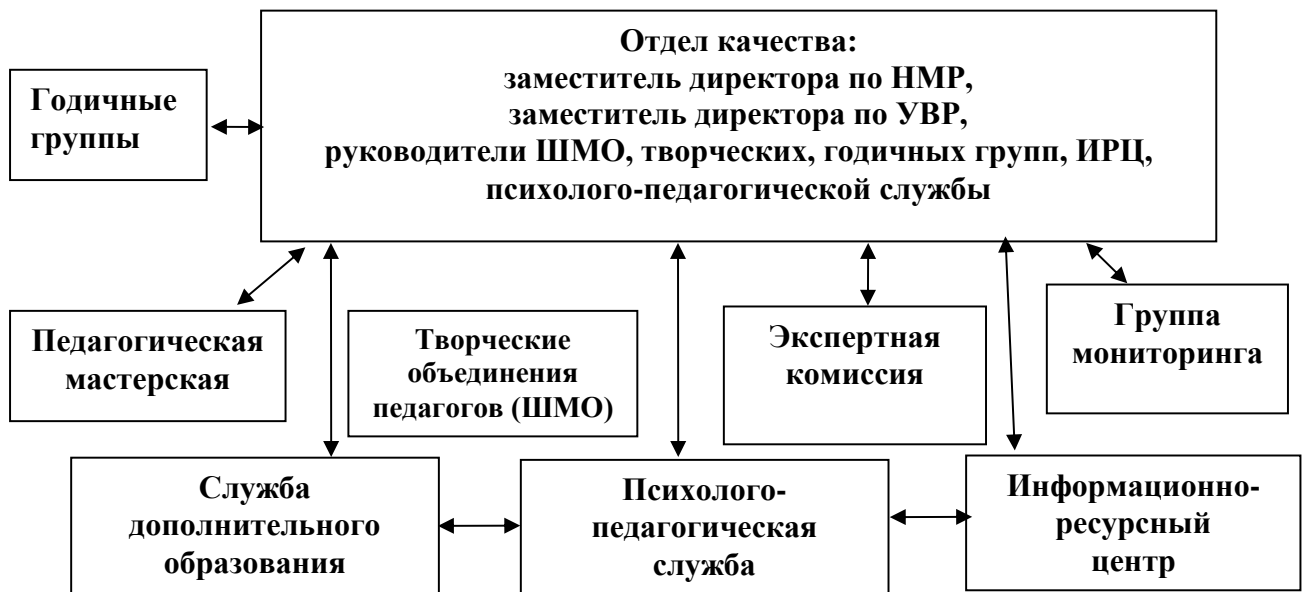 Отдел качества:
заместитель директора по НМР,
заместитель директора по УВР,
руководители ШМО, творческих, годичных групп, ИРЦ,
психолого-педагогической службы
Годичные
группы
Педагогическая
мастерская
Творческие
объединения
педагогов (ШМО)
Экспертная
комиссия
Группа
мониторинга
Служба
дополнительного
образования
Психолого-
педагогическая
служба
Информационно-
ресурсный
центр